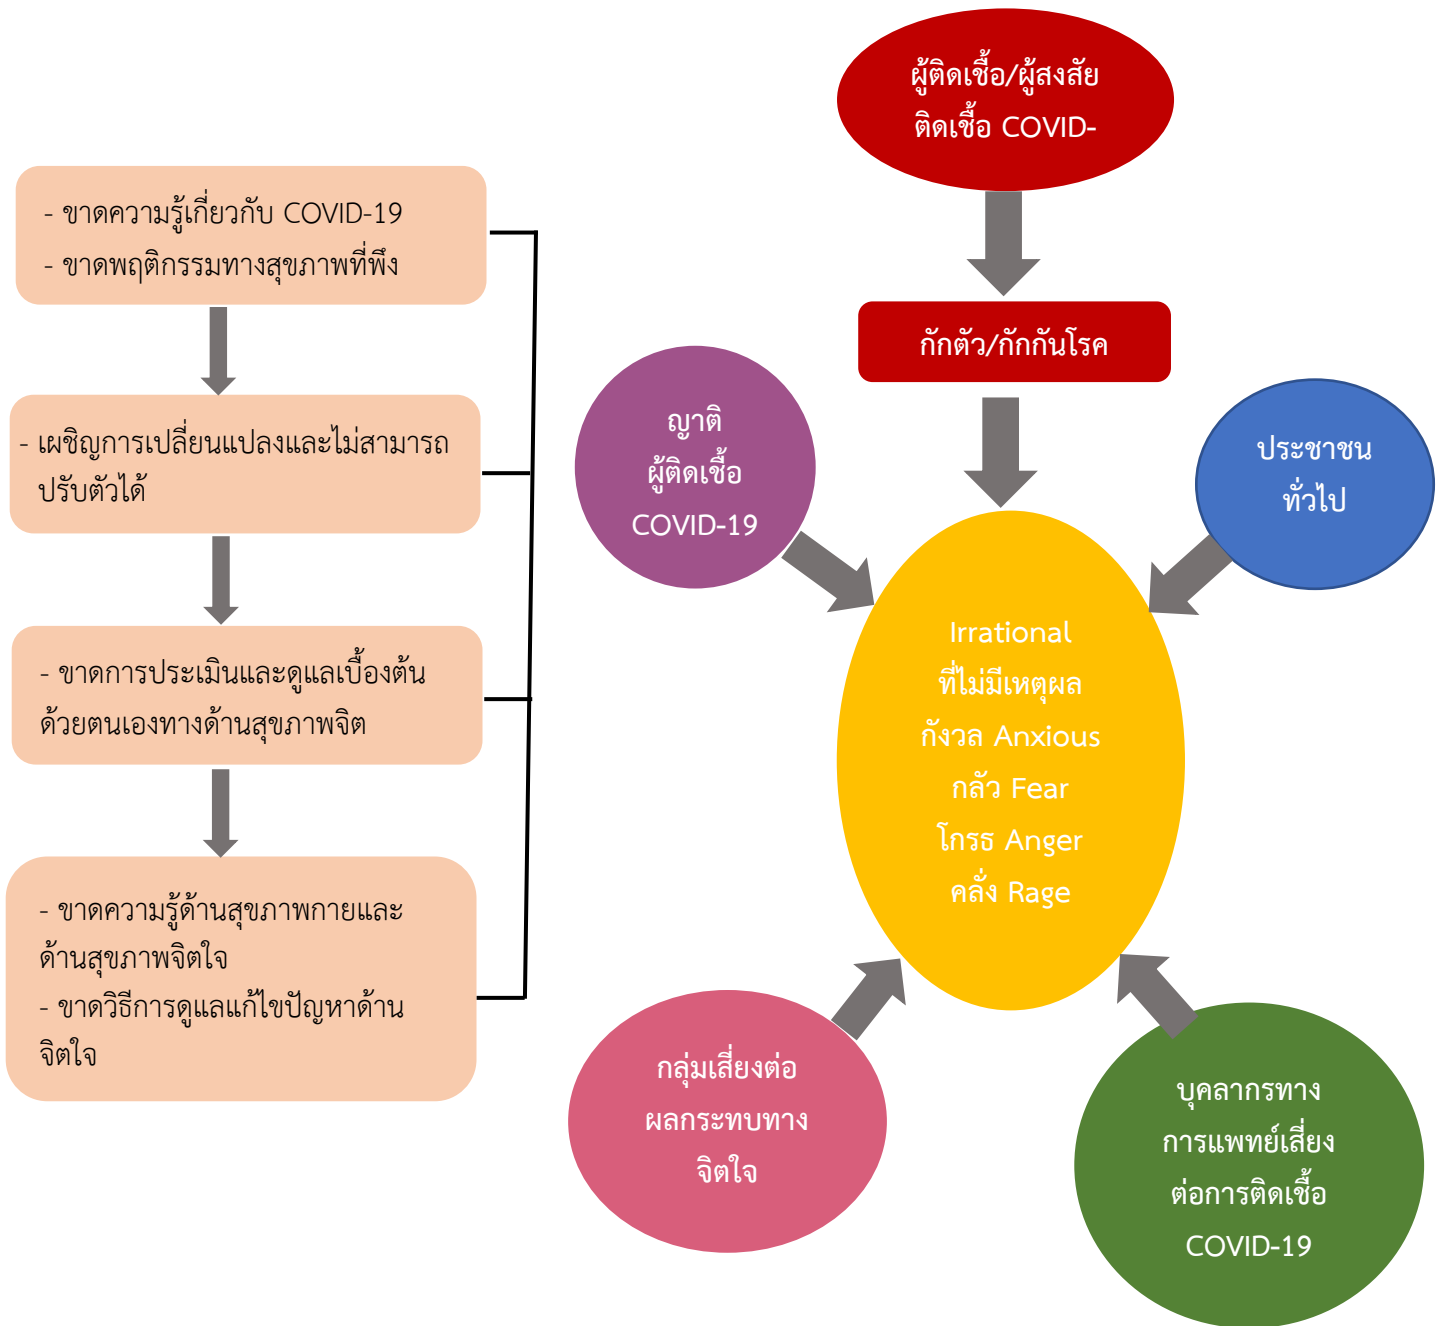 ผู้ติดเชื้อ/ผู้สงสัย
ติดเชื้อ COVID-
- ขาดความรู้เกี่ยวกับ COVID-19
- ขาดพฤติกรรมทางสุขภาพที่พึง
- เผชิญการเปลี่ยนแปลงและไม่สามารถ
ปรับตัวได้
- ขาดการประเมินและดูแลเบื้องต้น
ด้วยตนเองทางด้านสุขภาพจิต
- ขาดความรู้ด้านสุขภาพกายและ
ด้านสุขภาพจิตใจ
- ขาดวิธีการดูแลแก้ไขปัญหาด้าน
จิตใจ
กักตัว/กักกันโรค
ญาติ
ผู้ติดเชื้อ
COVID-19
ประชาชน
ทั่วไป
Irrational
ที่ไม่มีเหตุผล
กังวล Anxious
กลัว Fear
โกรธ Anger
คลั่ง Rage
กลุ่มเสี่ยงต่อ
ผลกระทบทาง
จิตใจ
บุคลากรทาง
การแพทย์เสี่ยง
ต่อการติดเชื้อ
COVID-19